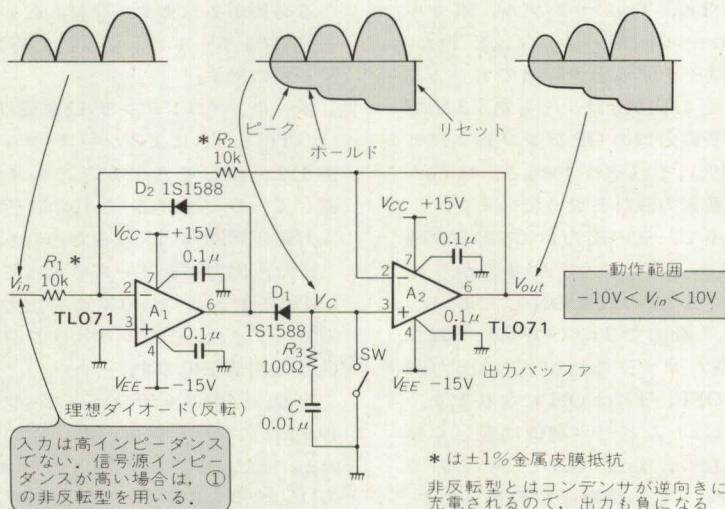 ピーク
ホールド
リセット
*R2
10k
D2 1S1588
VCC +15V
0.1μ
Vin
R1*
10k
2
−
7
A1
6
3
+
4
TL071
0.1μ
VEE −15V
理想ダイオード(反転)
D1
1S1588
VC
R3
100Ω
C
0.01μ
SW
VCC +15V
0.1μ
2
−
7
A2
6
3
+
4
TL071
0.1μ
VEE −15V
出力バッファ
Vout
動作範囲
−10V<Vin<10V
入力は高インピーダンス
でない.信号源インピー
ダンスが高い場合は,①
の非反転型を用いる.
*は±1%金属皮膜抵抗
非反転型とはコンデンサが逆向きに
充電されるので,出力も負になる